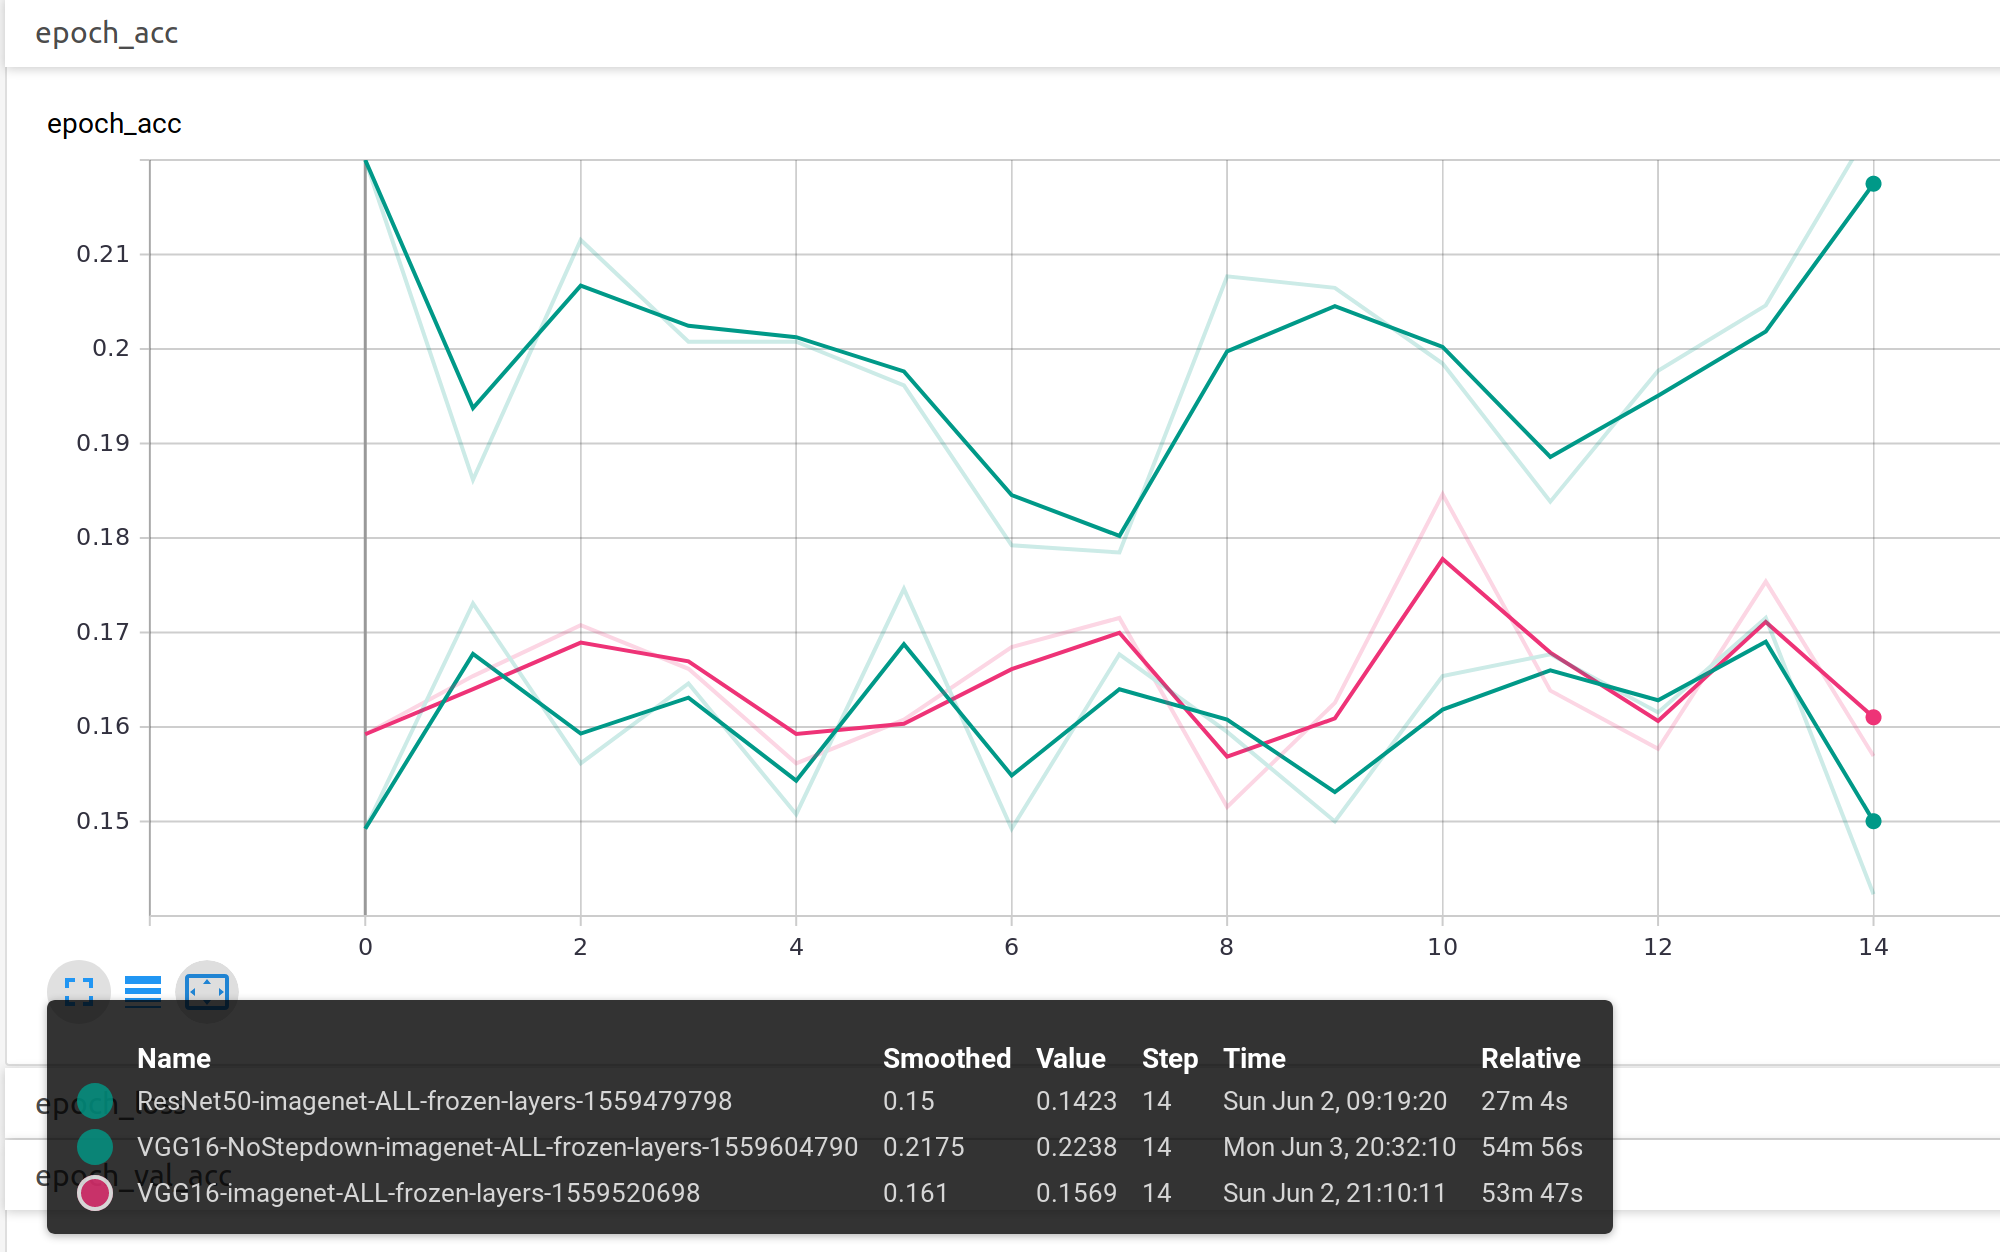 epoch_acc
epoch_acc
0.21
0.2
0.19
0.18
0.17
0.16
0.15
0 2 4 6 8 10 12 14
Name Smoothed Value Step Time Relative
ResNet50-imagenet-ALL-frozen-layers-1559479798 0.15 0.1423 14 Sun Jun 2, 09:19:20 27m 4s
epoch_loss
VGG16-NoStepdown-imagenet-ALL-frozen-layers-1559604790 0.2175 0.2238 14 Mon Jun 3, 20:32:10 54m 56s
epoch_val_acc
VGG16-imagenet-ALL-frozen-layers-1559520698 0.161 0.1569 14 Sun Jun 2, 21:10:11 53m 47s